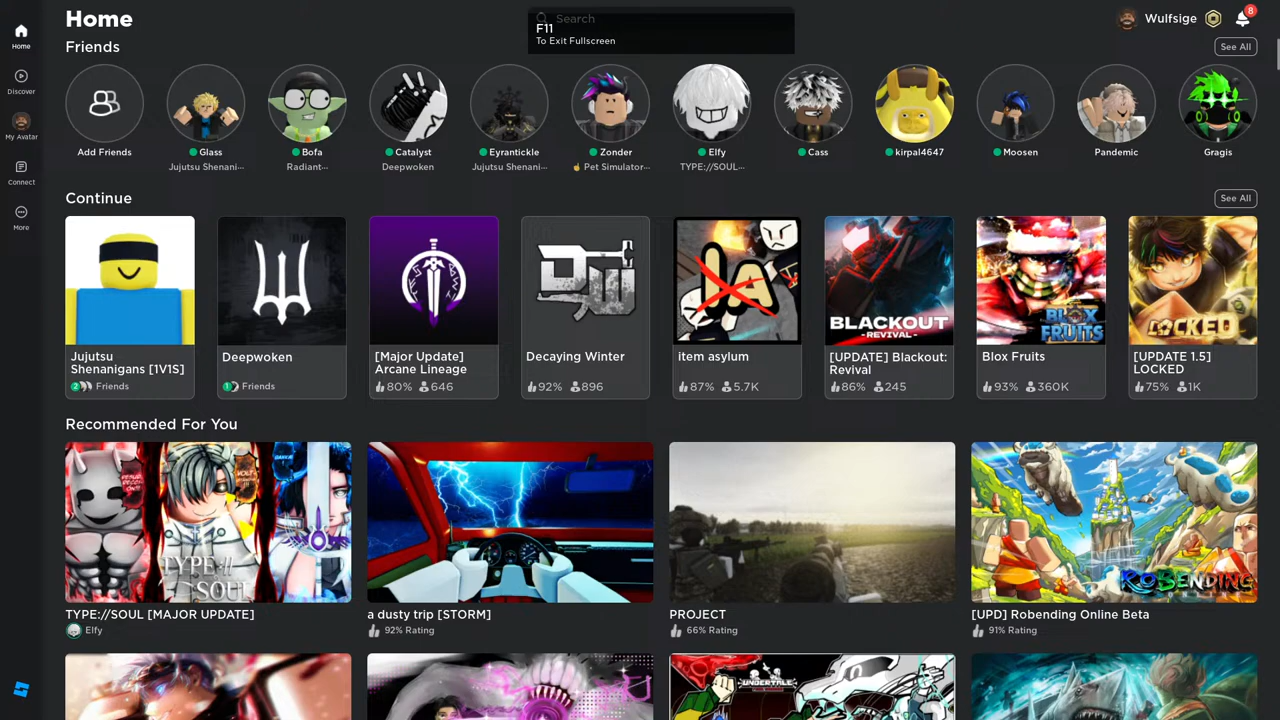 Home
Search
F11
To Exit Fullscreen
Wulfsige
8
Home
Discover
My Avatar
Connect
More
Friends
See All
Add Friends
Glass
Jujutsu Shenani...
Bofa
Radiant...
Catalyst
Deepwoken
Eyrantickle
Jujutsu Shenani...
Zonder
☝ Pet Simulator...
Elfy
TYPE://SOUL...
Cass
kirpal4647
Moosen
Pandemic
Gragis
Continue
See All
Jujutsu
Shenanigans [1V1S]
2 Friends
Deepwoken
1 Friends
[Major Update]
Arcane Lineage
80% 646
DW
Decaying Winter
92% 896
ia
item asylum
87% 5.7K
BLACKOUT
-REVIVAL-
[UPDATE] Blackout:
Revival
86% 245
BLOX
FRUITS
Blox Fruits
93% 360K
LOCKED
[UPDATE 1.5]
LOCKED
75% 1K
Recommended For You
TYPE://
SOUL
TYPE://SOUL [MAJOR UPDATE]
Elfy
a dusty trip [STORM]
92% Rating
PROJECT
66% Rating
ROBENDING
[UPD] Robending Online Beta
91% Rating
UNDERTALE